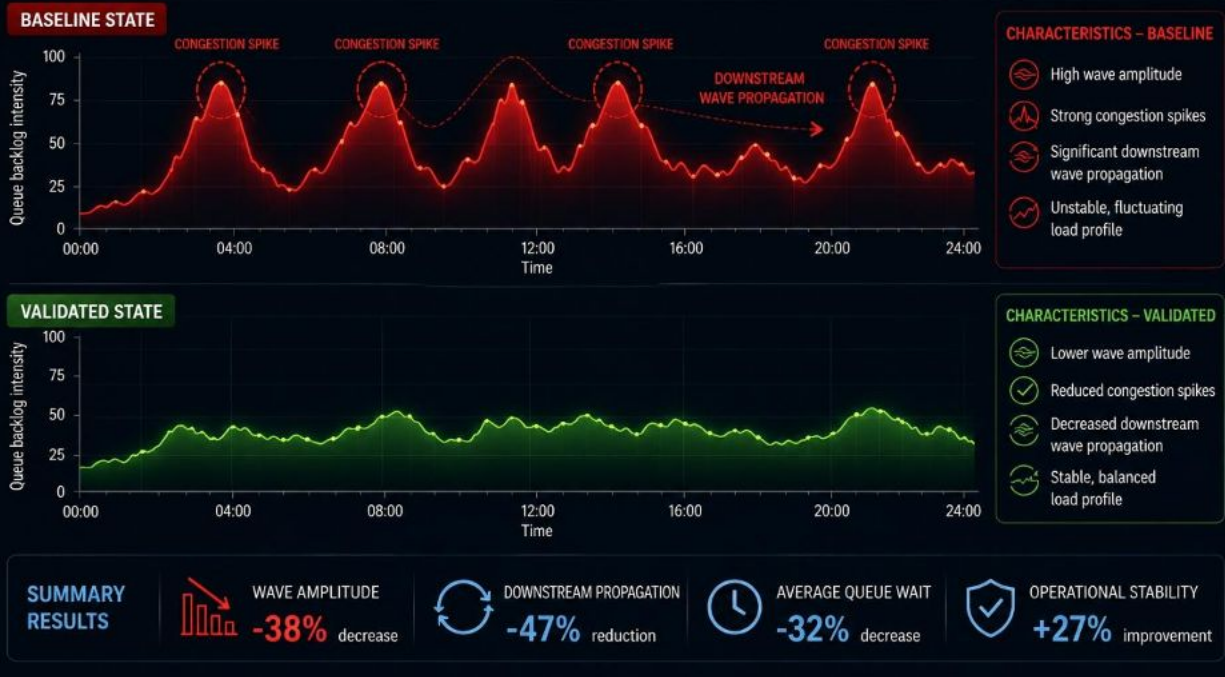 BASELINE STATE
CONGESTION SPIKE
CONGESTION SPIKE
CONGESTION SPIKE
CONGESTION SPIKE
DOWNSTREAM
WAVE PROPAGATION
Queue backlog intensity
100
75
50
25
0
00:00
04:00
08:00
12:00
16:00
20:00
24:00
Time
CHARACTERISTICS – BASELINE
High wave amplitude
Strong congestion spikes
Significant downstream
wave propagation
Unstable, fluctuating
load profile
VALIDATED STATE
Queue backlog intensity
100
75
50
25
0
00:00
04:00
08:00
12:00
16:00
20:00
24:00
Time
CHARACTERISTICS – VALIDATED
Lower wave amplitude
Reduced congestion spikes
Decreased downstream
wave propagation
Stable, balanced
load profile
SUMMARY
RESULTS
WAVE AMPLITUDE
-38% decrease
DOWNSTREAM PROPAGATION
-47% reduction
AVERAGE QUEUE WAIT
-32% decrease
OPERATIONAL STABILITY
+27% improvement